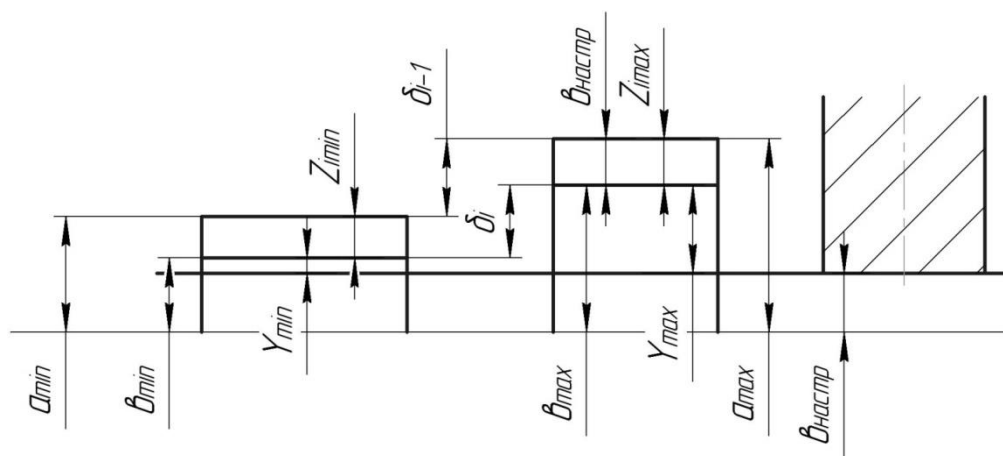 δi-1
Bнастр
Zimax
Zimin
δi
Ymin
Ymax
amin
Bmin
Bmax
amax
Bнастр